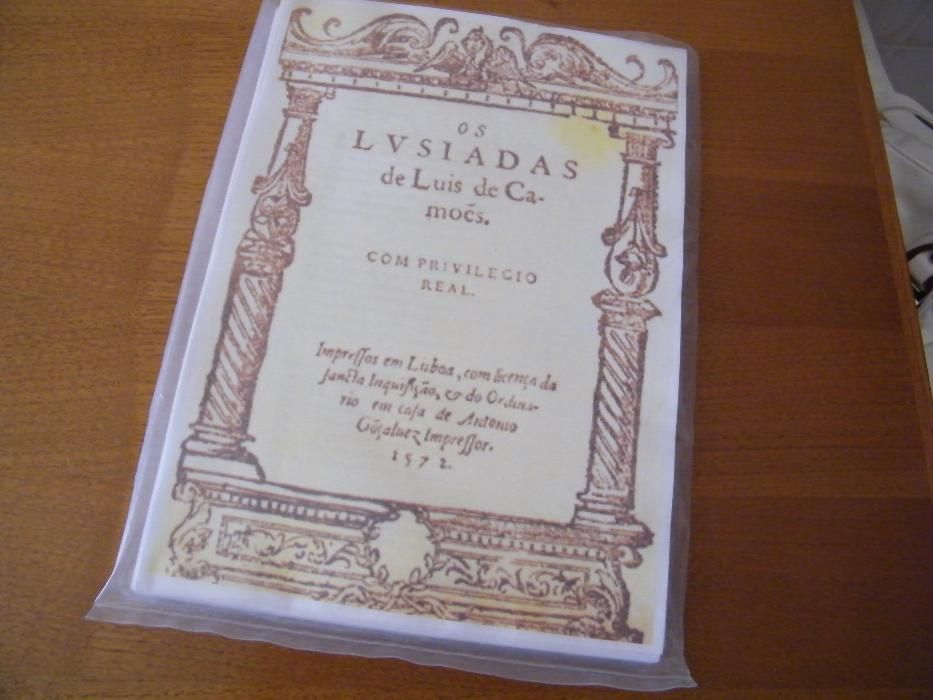 OS
LVSIADAS
de Luis de Ca-
moẽs.
COM PRIVILEGIO
REAL.
Impressos em Lisboa, com licença da
sancta Inquisição, & do Ordina-
rio em casa de Antonio
Gõçaluez Impressor.
1572.